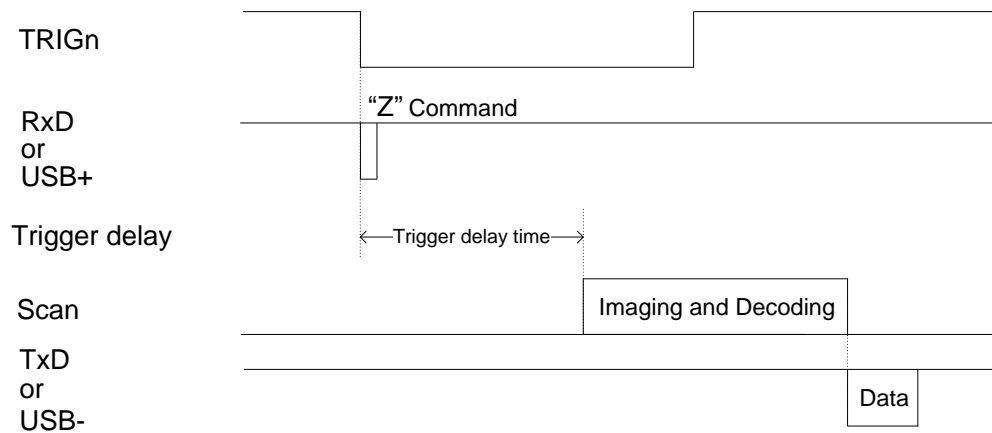 TRIGn
“Z” Command
RxD
or
USB+
Trigger delay
Trigger delay time
Scan
Imaging and Decoding
TxD
or
USB-
Data